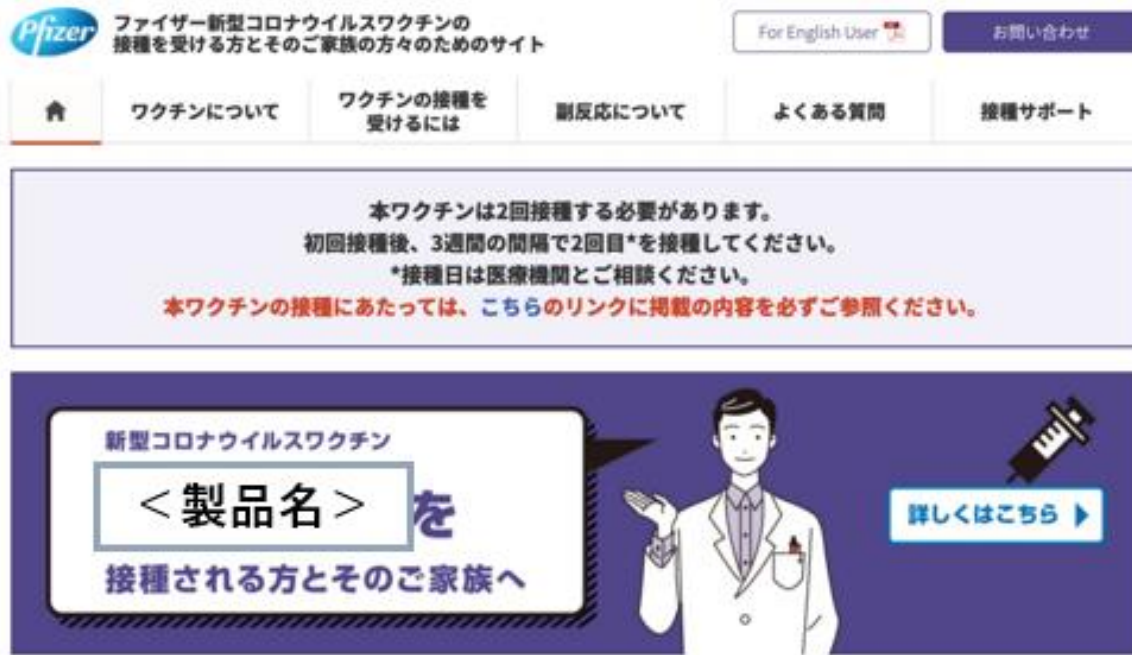 Pfizer
ファイザー新型コロナウイルスワクチンの
接種を受ける方とそのご家族の方々のためのサイト
For English User
お問い合わせ
ワクチンについて
ワクチンの接種を
受けるには
副反応について
よくある質問
接種サポート
本ワクチンは2回接種する必要があります。
初回接種後、3週間の間隔で2回目*を接種してください。
*接種日は医療機関とご相談ください。
本ワクチンの接種にあたっては、こちらのリンクに掲載の内容を必ずご参照ください。
新型コロナウイルスワクチン
＜製品名＞を
接種される方とそのご家族へ
詳しくはこちら